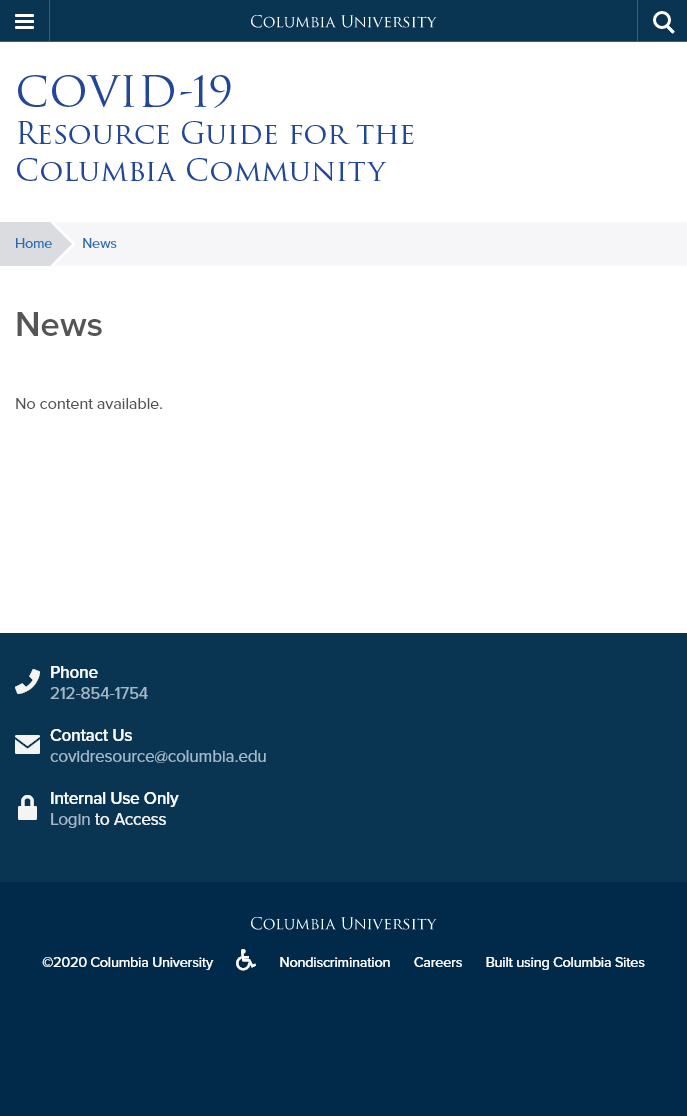 Columbia University
COVID-19
Resource Guide for the
Columbia Community
Home
News
News
No content available.
Phone
212-854-1754
Contact Us
covidresource@columbia.edu
Internal Use Only
Login to Access
Columbia University
©2020 Columbia University Nondiscrimination Careers Built using Columbia Sites